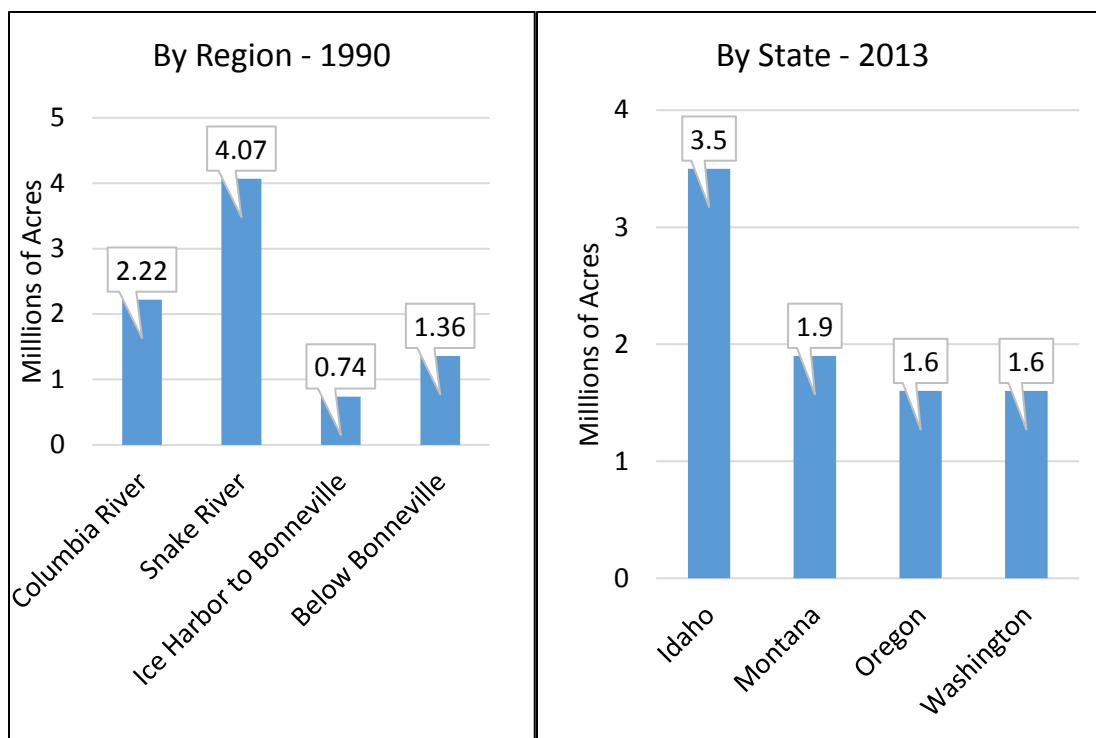 By Region - 1990
Milllions of Acres
5
4
3
2
1
0
2.22
4.07
0.74
1.36
Columbia River
Snake River
Ice Harbor to Bonneville
Below Bonneville
By State - 2013
Milllions of Acres
4
3
2
1
0
3.5
1.9
1.6
1.6
Idaho
Montana
Oregon
Washington